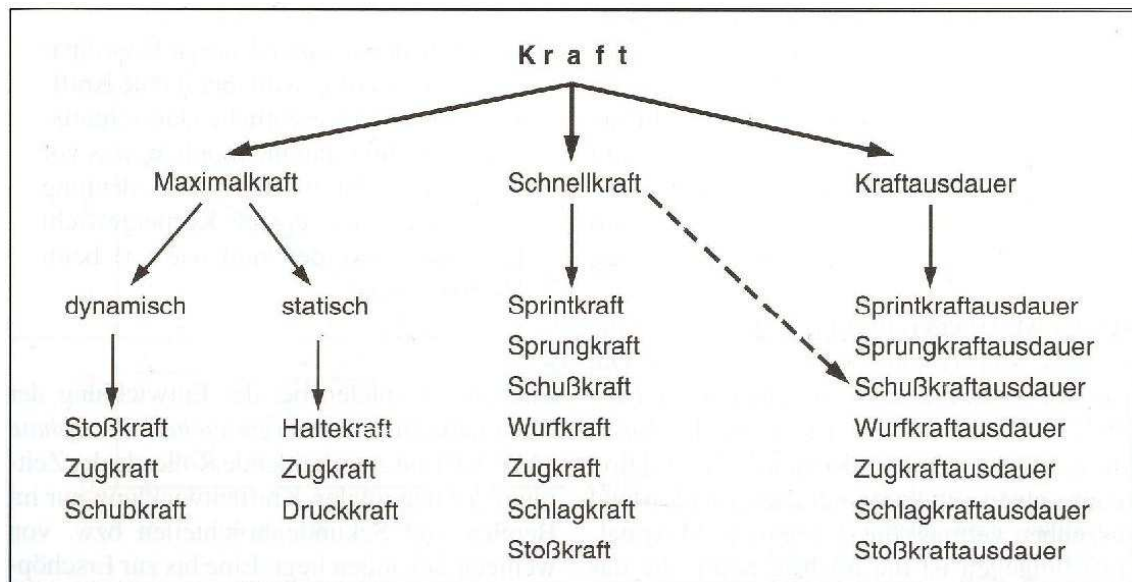 Kraft
Maximalkraft Schnellkraft Kraftausdauer
dynamisch statisch Sprintkraft Sprintkraftausdauer
Sprungkraft Sprungkraftausdauer
Schußkraft Schußkraftausdauer
Stoßkraft Haltekraft Wurfkraft Wurfkraftausdauer
Zugkraft Zugkraft Zugkraft Zugkraftausdauer
Schubkraft Druckkraft Schlagkraft Schlagkraftausdauer
Stoßkraft Stoßkraftausdauer